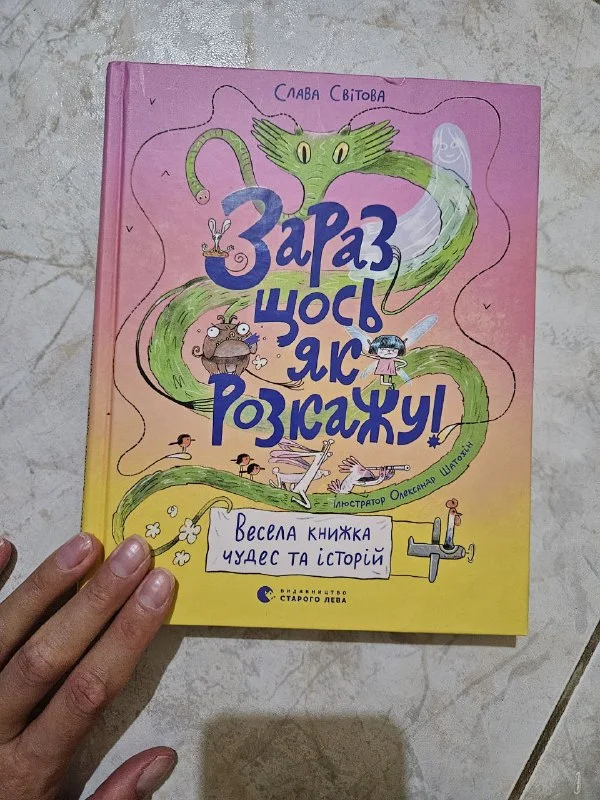 Слава Світова
Зараз
щось
як
Розкажу!
Ілюстратор Олександр Шатохін
Весела книжка
чудес та історій
ВИДАВНИЦТВО
СТАРОГО ЛЕВА